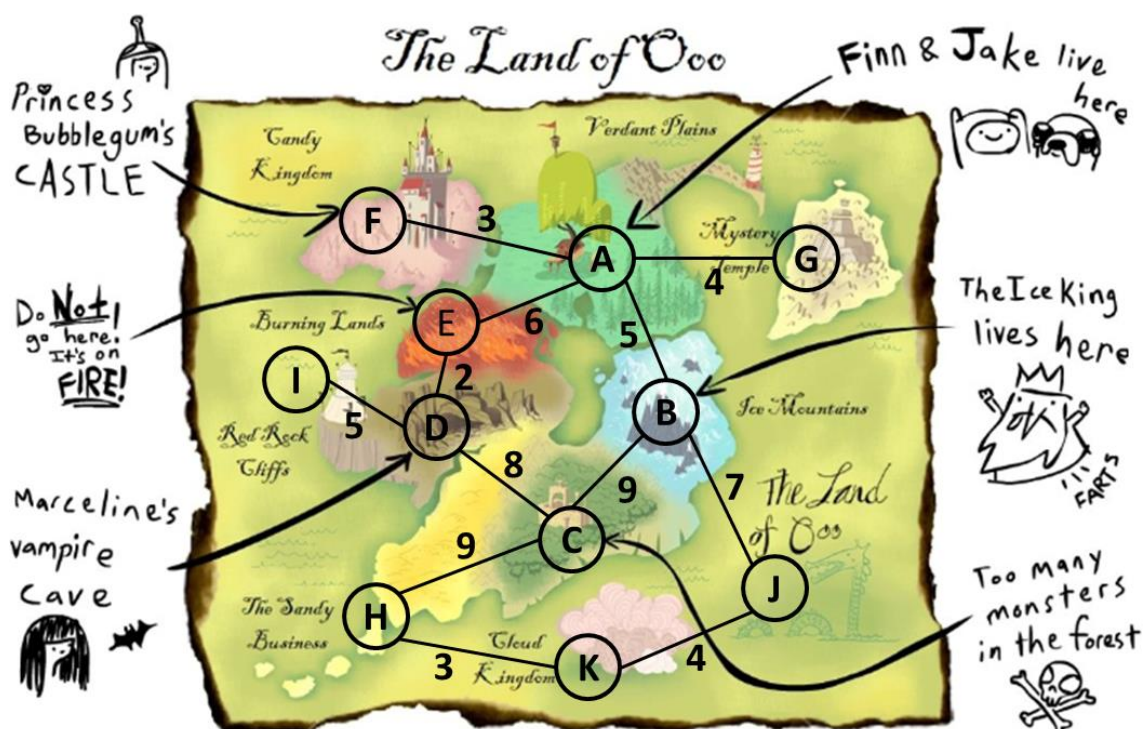 The Land of Ooo
Finn & Jake live
here
Princess
Bubblegum's
CASTLE
Candy
Kingdom
Verdant Plains
F
3
A
Mystery
Temple
4
G
Do Not!
go here!
It's on
FIRE!
Burning Lands
E
6
5
The Ice King
lives here
I
2
B
Ice Mountains
5
D
Red Rock
Cliffs
8
9
7
The Land
of Ooo
FARTS
Marceline's
vampire
cave
9
C
J
The Sandy
Business
H
3
Cloud
Kingdom
K
4
Too many
monsters
in the forest